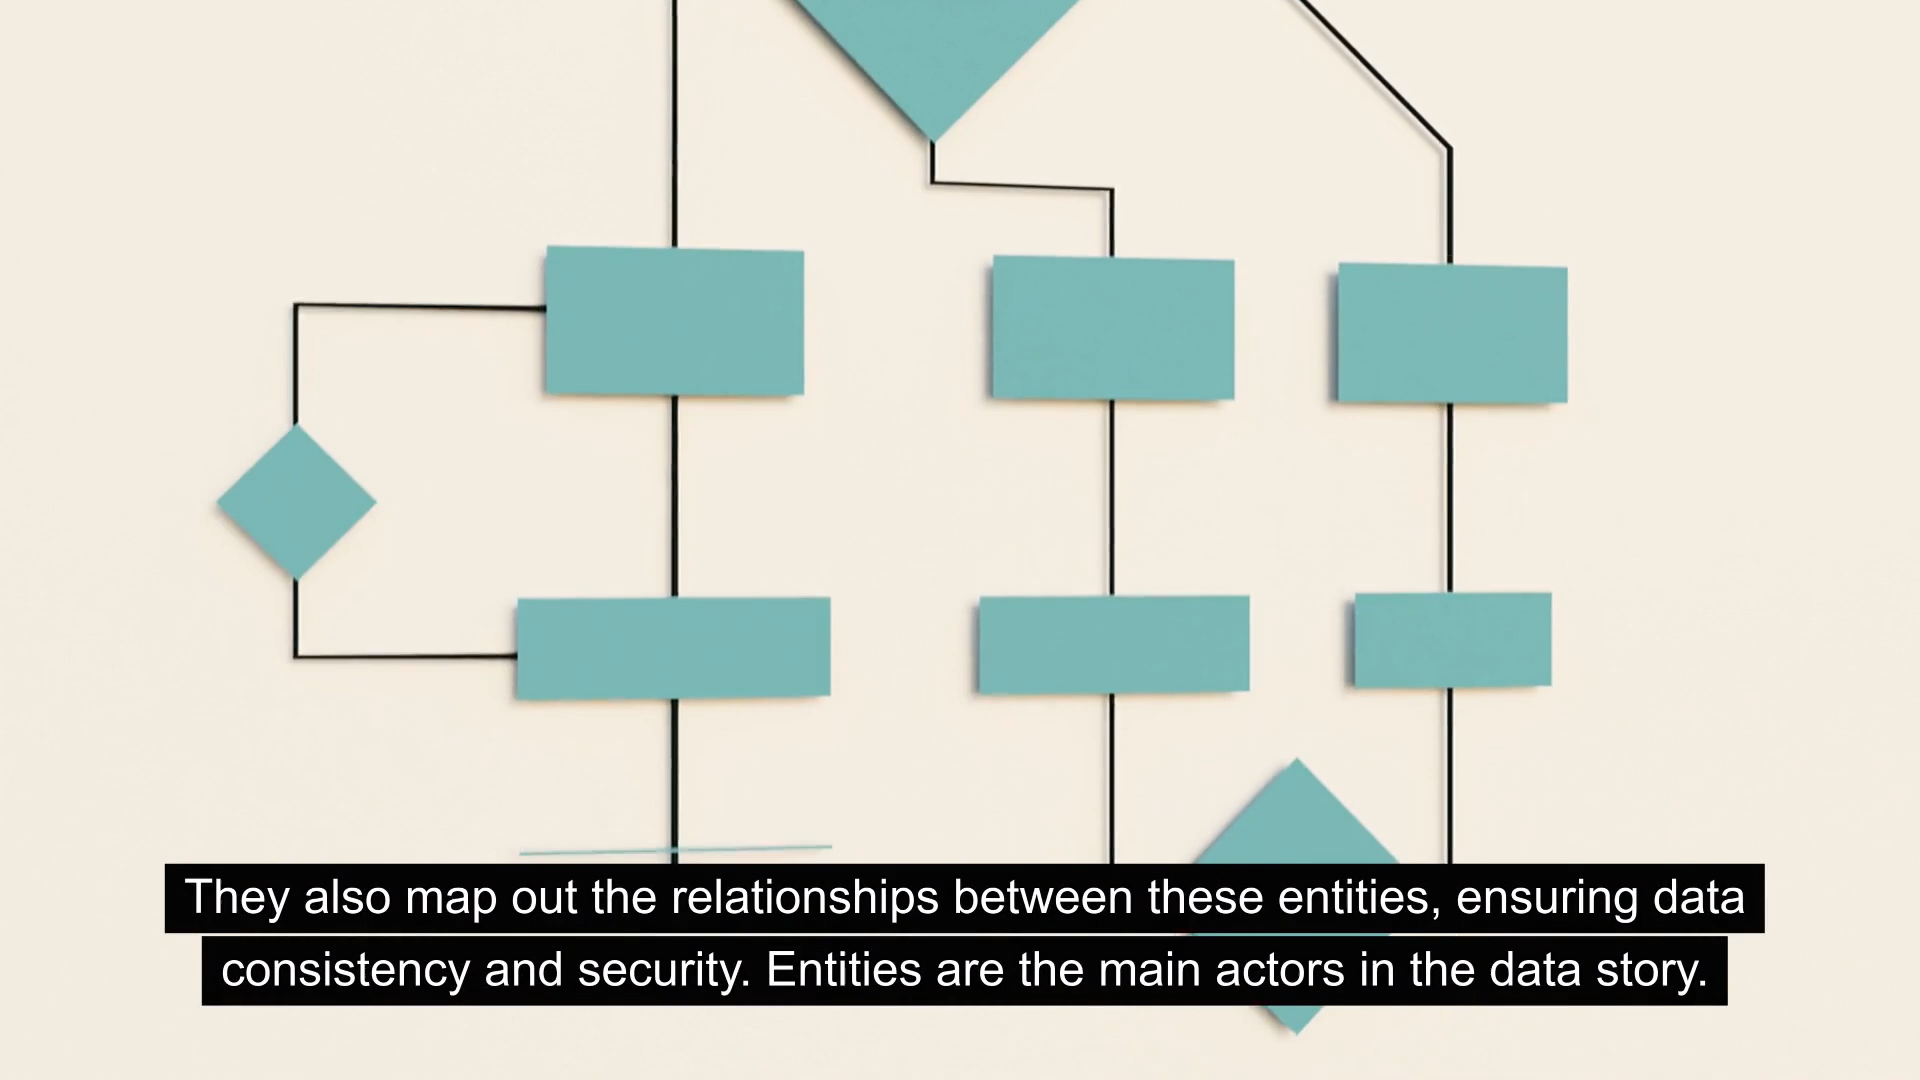 They also map out the relationships between these entities, ensuring data
consistency and security. Entities are the main actors in the data story.